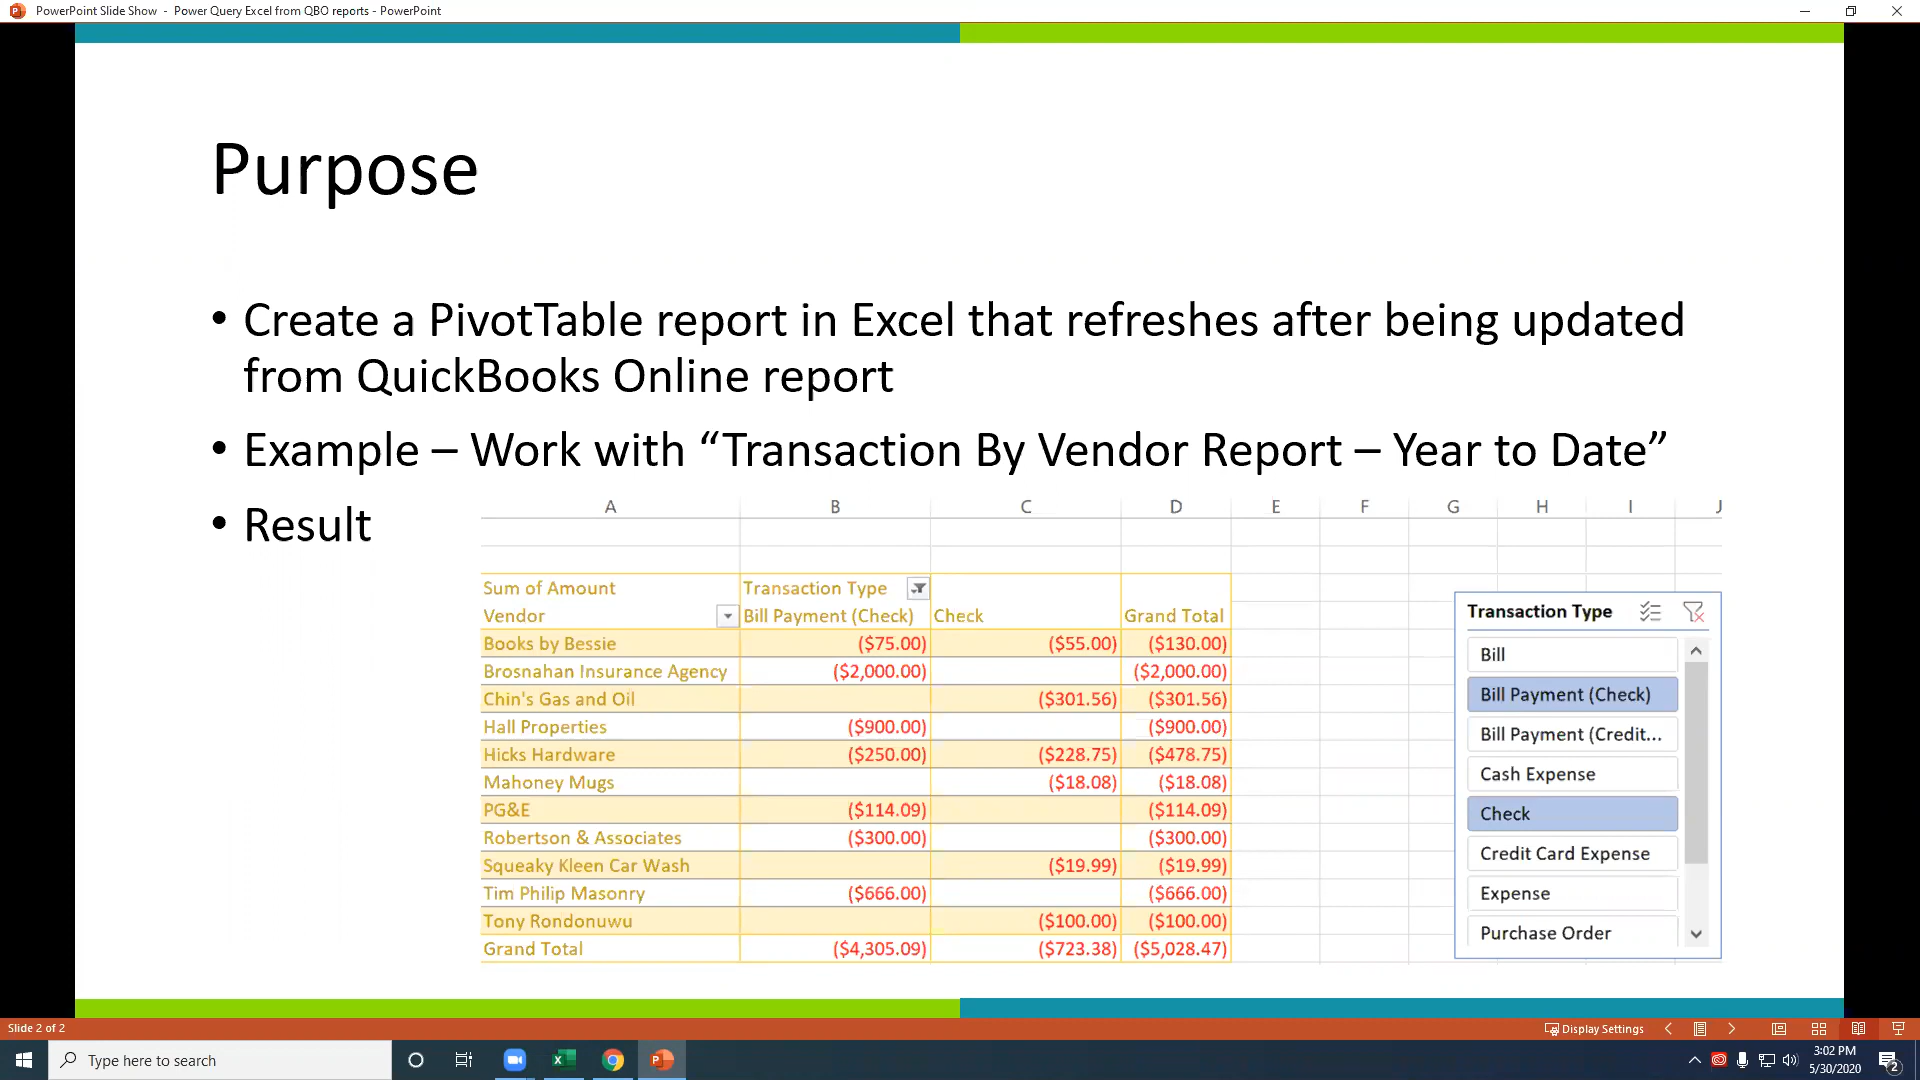 PowerPoint Slide Show - Power Query Excel from QBO reports - PowerPoint
Purpose
• Create a PivotTable report in Excel that refreshes after being updated
from QuickBooks Online report
• Example – Work with “Transaction By Vendor Report – Year to Date”
• Result
A B C D E F G H I J
Sum of Amount Transaction Type
Vendor Bill Payment (Check) Check Grand Total
Books by Bessie ($75.00) ($55.00) ($130.00)
Brosnahan Insurance Agency ($2,000.00) ($2,000.00)
Chin's Gas and Oil ($301.56) ($301.56)
Hall Properties ($900.00) ($900.00)
Hicks Hardware ($250.00) ($228.75) ($478.75)
Mahoney Mugs ($18.08) ($18.08)
PG&E ($114.09) ($114.09)
Robertson & Associates ($300.00) ($300.00)
Squeaky Kleen Car Wash ($19.99) ($19.99)
Tim Philip Masonry ($666.00) ($666.00)
Tony Rondonuwu ($100.00) ($100.00)
Grand Total ($4,305.09) ($723.38) ($5,028.47)
Transaction Type
Bill
Bill Payment (Check)
Bill Payment (Credit...
Cash Expense
Check
Credit Card Expense
Expense
Purchase Order
Slide 2 of 2
Display Settings
Type here to search
3:02 PM
5/30/2020
2